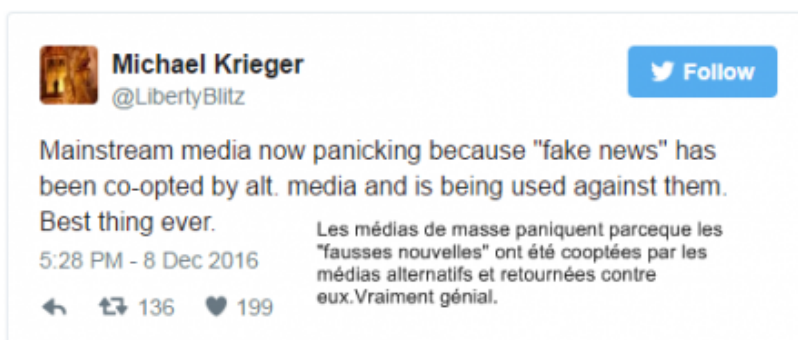 Michael Krieger
@LibertyBlitz
Follow
Mainstream media now panicking because "fake news" has
been co-opted by alt. media and is being used against them.
Best thing ever.
Les médias de masse paniquent parceque les
"fausses nouvelles" ont été cooptées par les
médias alternatifs et retournées contre
eux.Vraiment génial.
5:28 PM - 8 Dec 2016
136 199